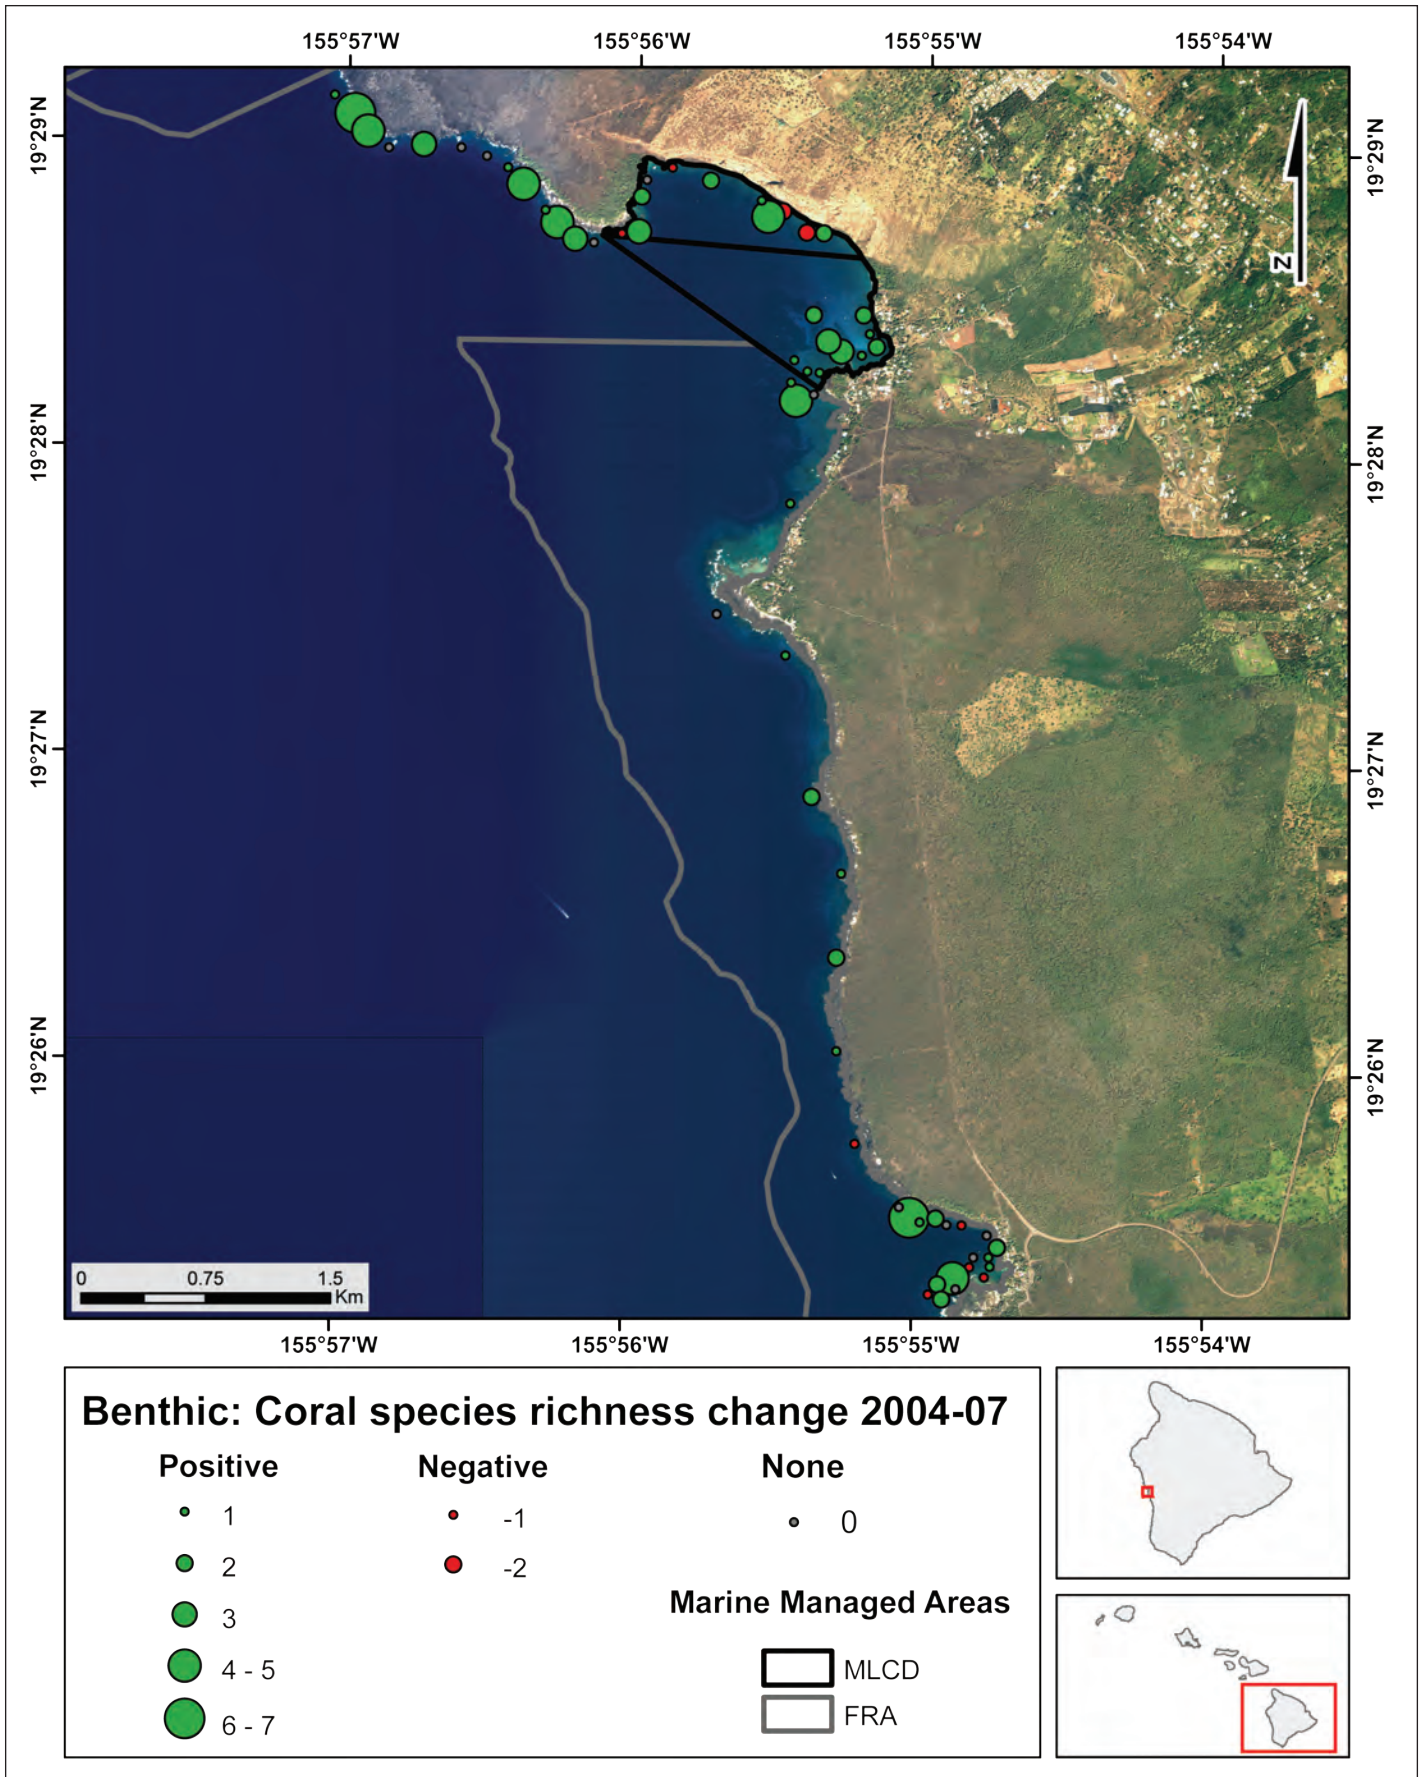 155°57'W 155°56'W 155°55'W 155°54'W
19°29'N 19°29'N
19°28'N 19°28'N
19°27'N 19°27'N
19°26'N 19°26'N
N
0 0.75 1.5
Km
155°57'W 155°56'W 155°55'W 155°54'W
Benthic: Coral species richness change 2004-07
Positive Negative None
1 -1 0
2 -2
3
4 - 5
6 - 7
Marine Managed Areas
MLCD
FRA